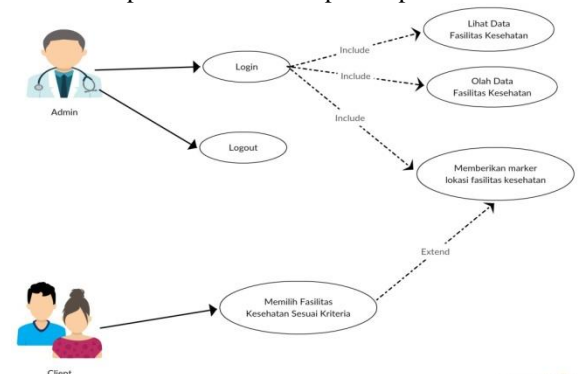 Lihat Data
Fasilitas Kesehatan
Include
Login
Include
Olah Data
Fasilitas Kesehatan
Admin
Include
Logout
Memberikan marker
lokasi fasilitas kesehatan
Extend
Memilih Fasilitas
Kesehatan Sesuai Kriteria
Client